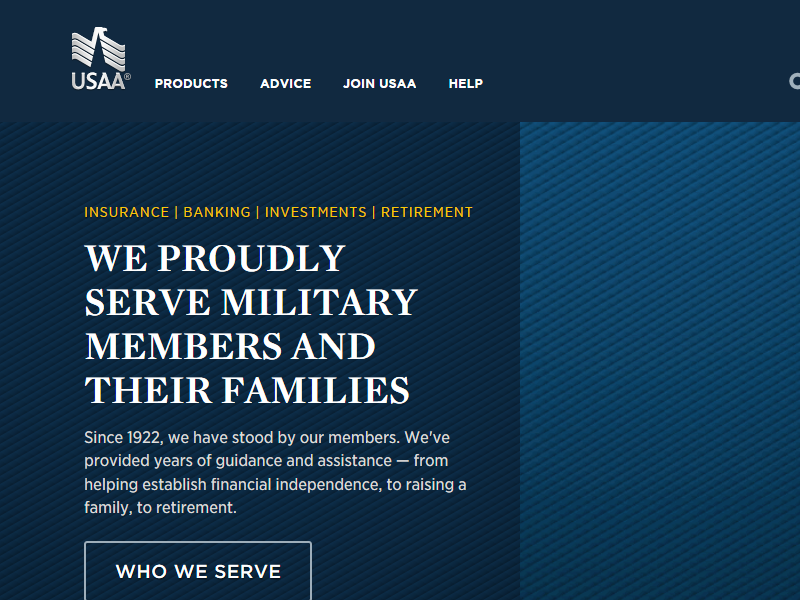 USAA®
PRODUCTS ADVICE JOIN USAA HELP
INSURANCE | BANKING | INVESTMENTS | RETIREMENT
WE PROUDLY
SERVE MILITARY
MEMBERS AND
THEIR FAMILIES
Since 1922, we have stood by our members. We've
provided years of guidance and assistance — from
helping establish financial independence, to raising a
family, to retirement.
WHO WE SERVE